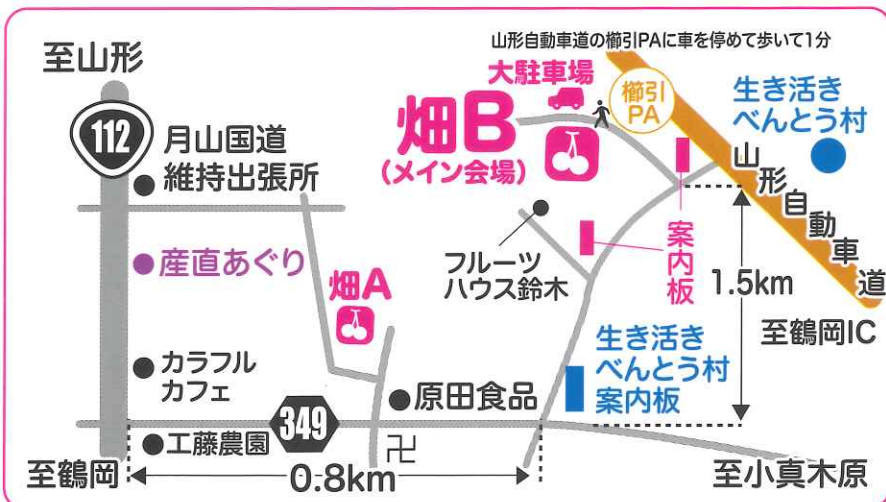 山形自動車道の櫛引PAに車を停めて歩いて1分
至山形
大駐車場
櫛引
PA
生き活き
べんとう村
112
月山国道
維持出張所
畑B
(メイン会場)
山形自動車道
産直あぐり
畑A
フルーツ
ハウス鈴木
案内板
1.5km
至鶴岡IC
カラフル
カフェ
生き活き
べんとう村
案内板
原田食品
349
工藤農園
卍
至鶴岡
0.8km
至小真木原